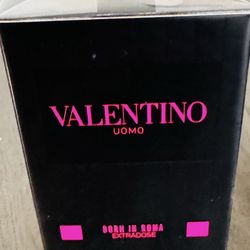 VALENTINO
UOMO
BORN IN ROMA
EXTRADOSE